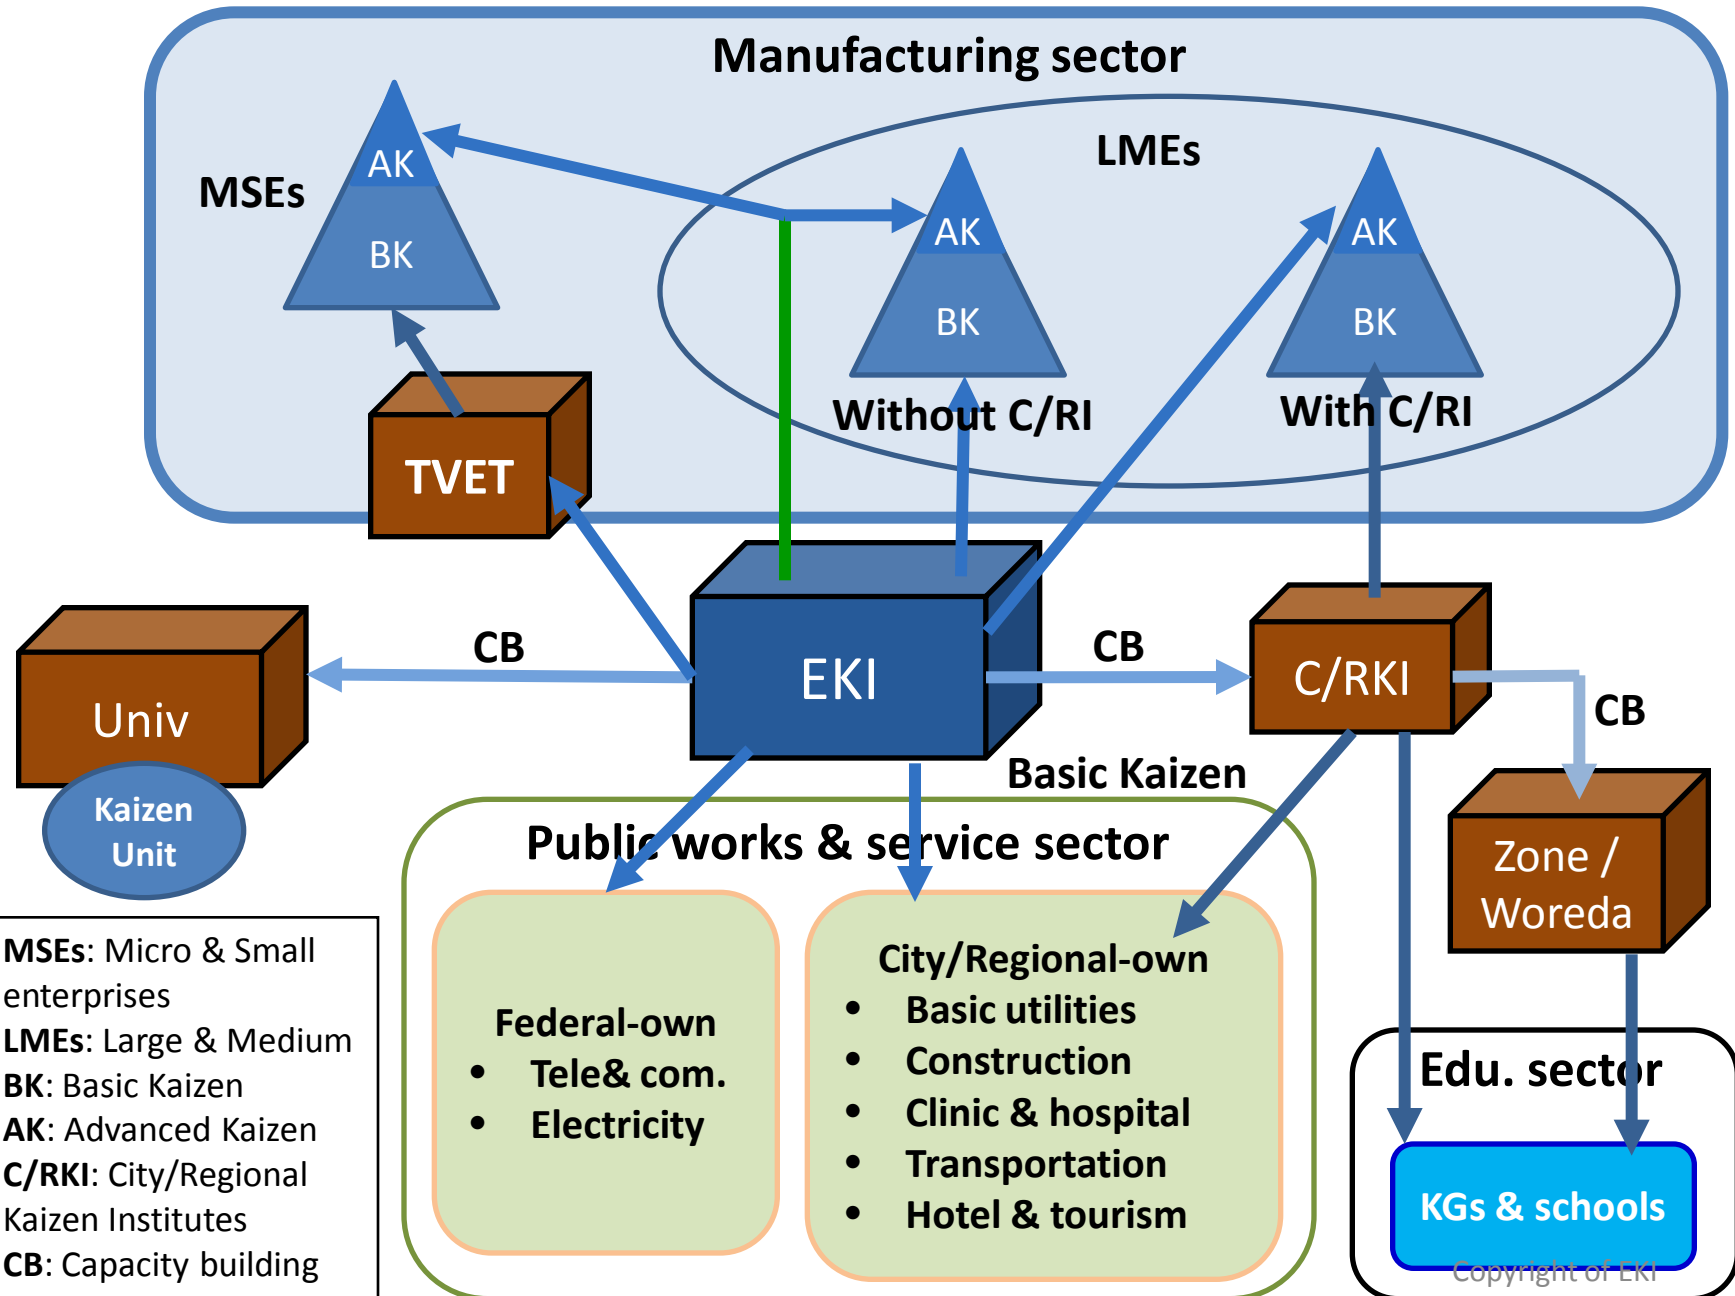 Manufacturing sector
MSEs
AK
BK
LMEs
AK
BK
Without C/RI
AK
BK
With C/RI
TVET
Univ
Kaizen
Unit
CB
EKI
CB
C/RKI
CB
Zone /
Woreda
Basic Kaizen
Public works & service sector
Federal-own
• Tele& com.
• Electricity
City/Regional-own
• Basic utilities
• Construction
• Clinic & hospital
• Transportation
• Hotel & tourism
Edu. sector
KGs & schools
Copyright of EKI
MSEs: Micro & Small
enterprises
LMEs: Large & Medium
BK: Basic Kaizen
AK: Advanced Kaizen
C/RKI: City/Regional
Kaizen Institutes
CB: Capacity building